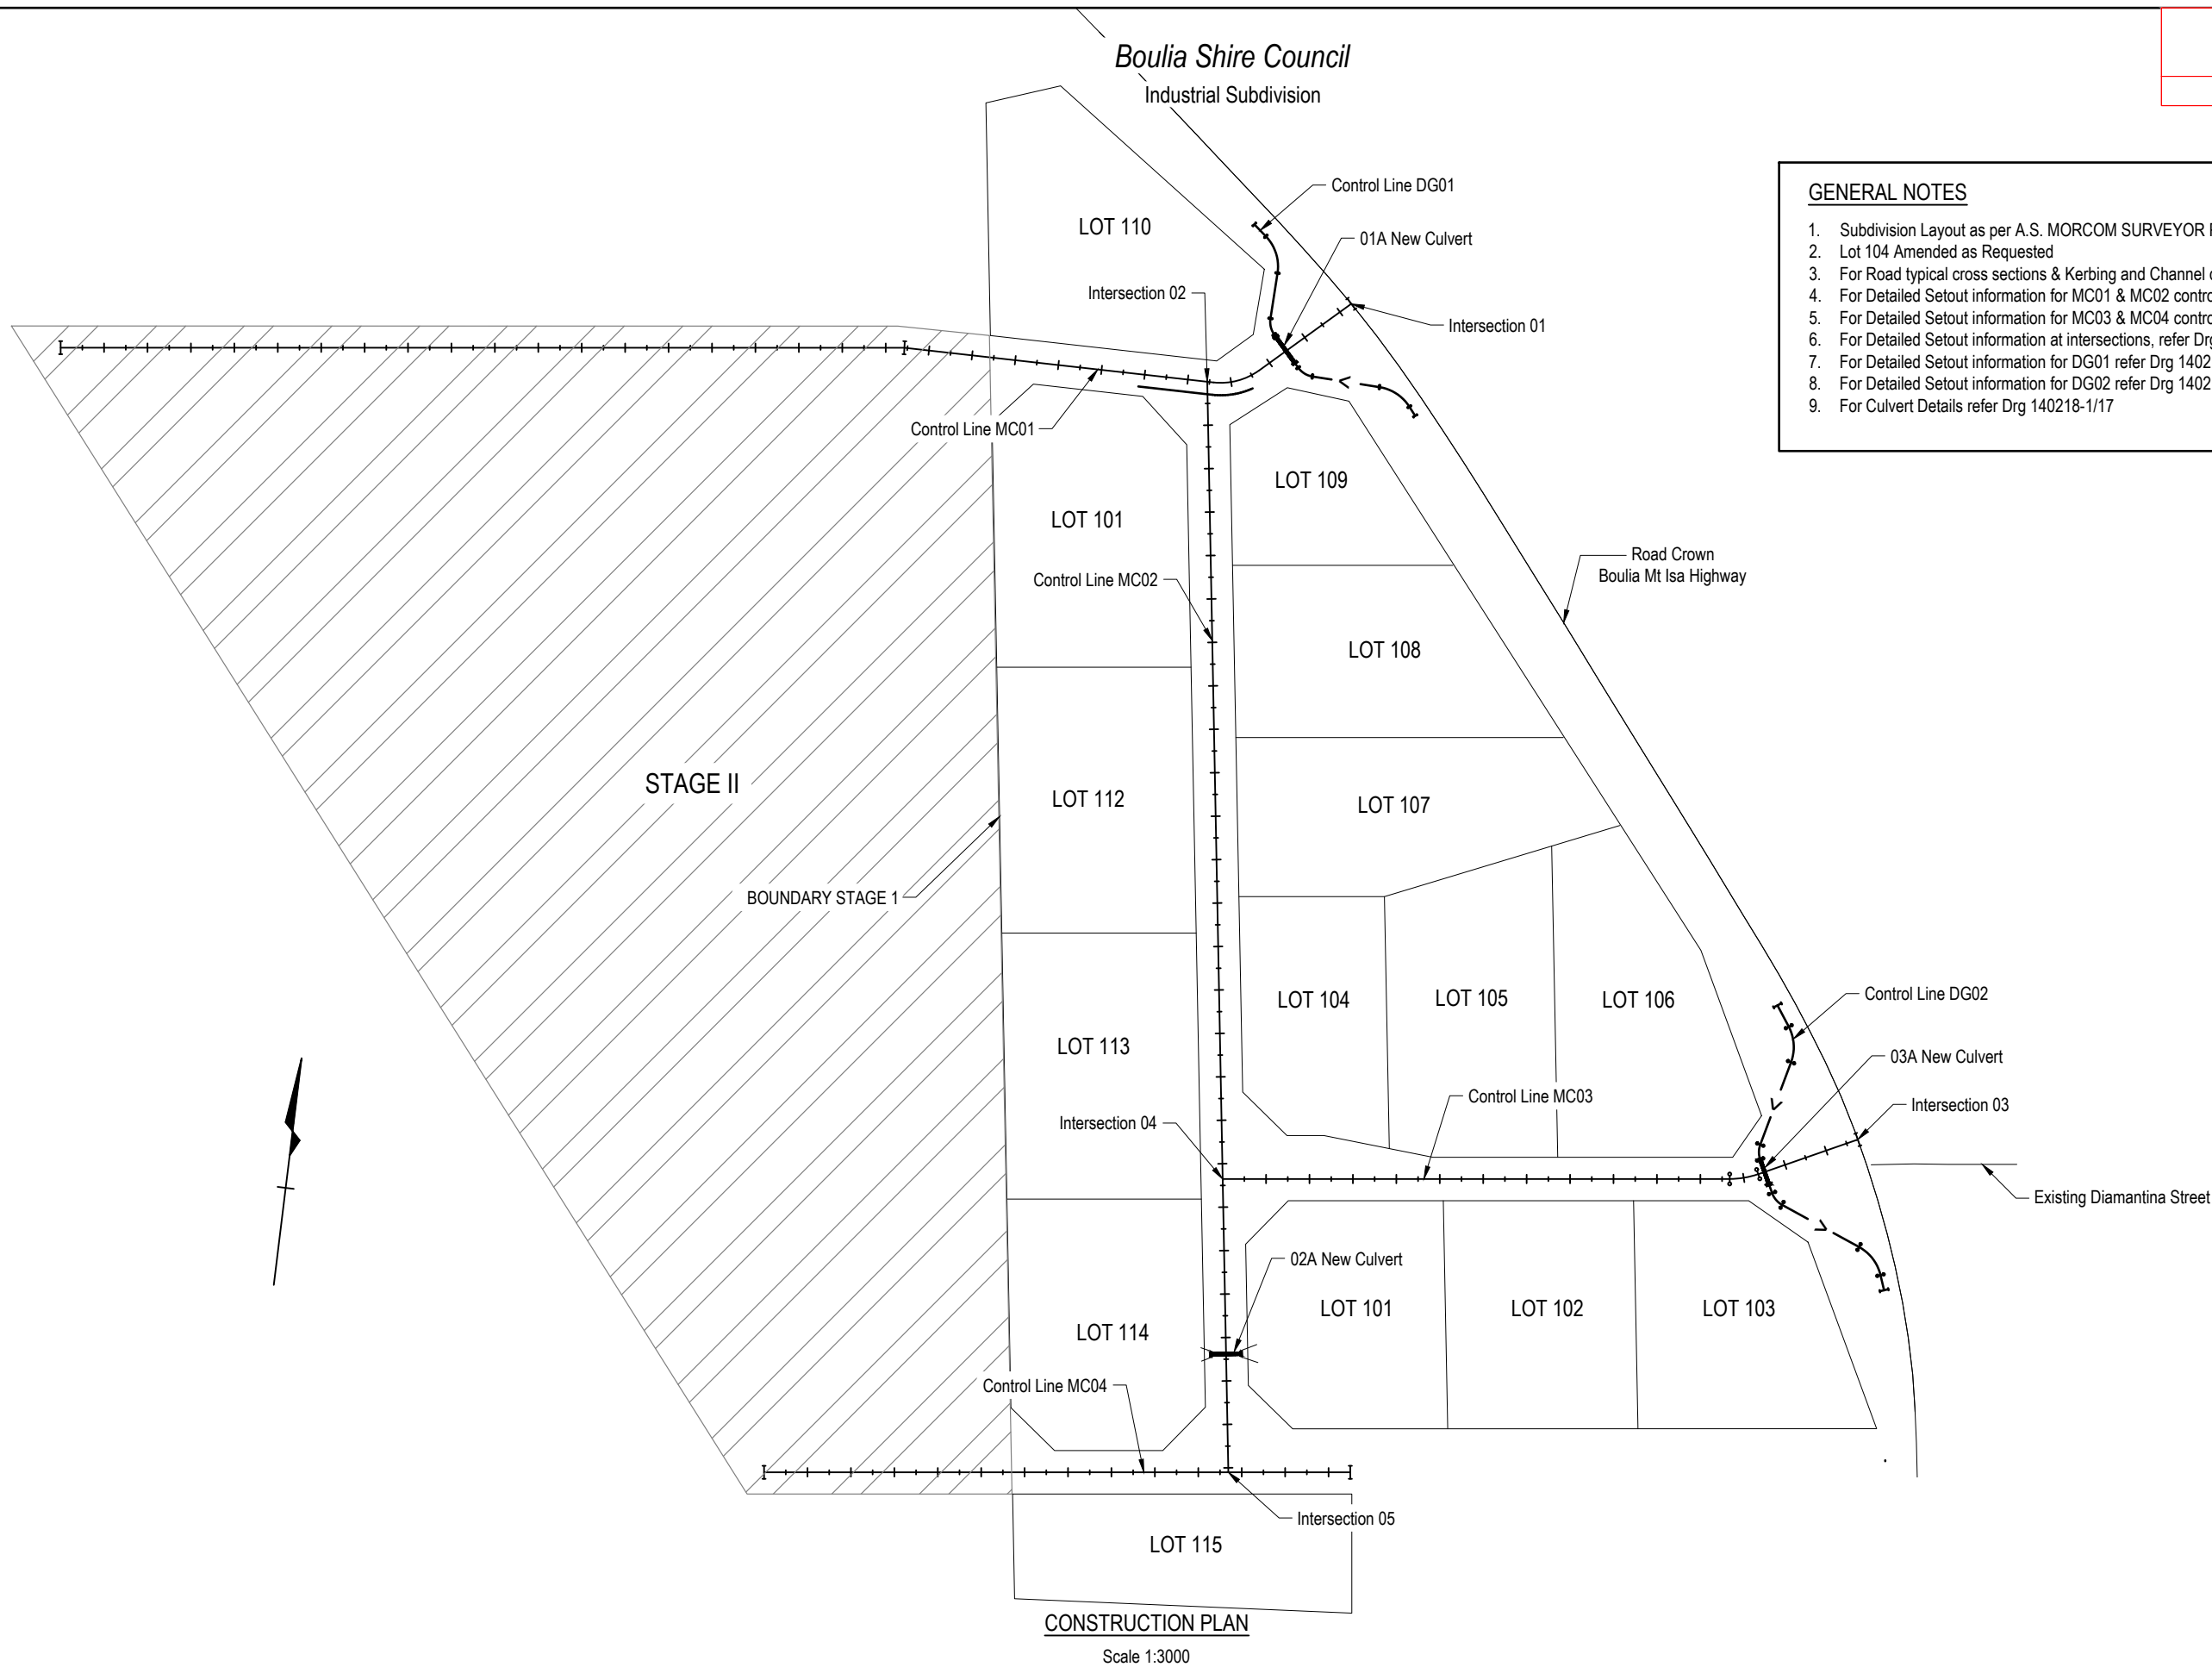 Boulia Shire Council
Industrial Subdivision
GENERAL NOTES
1. Subdivision Layout as per A.S. MORCOM SURVEYOR
2. Lot 104 Amended as Requested
3. For Road typical cross sections & Kerbing and Channel
4. For Detailed Setout information for MC01 & MC02
5. For Detailed Setout information for MC03 & MC04
6. For Detailed Setout information at intersections, refer
7. For Detailed Setout information for DG01 refer Drg 1402
8. For Detailed Setout information for DG02 refer Drg 1402
9. For Culvert Details refer Drg 140218-1/17
Control Line DG01
LOT 110
01A New Culvert
Intersection 02
Intersection 01
Control Line MC01
LOT 109
LOT 101
Road Crown
Boulia Mt Isa Highway
Control Line MC02
LOT 108
STAGE II
LOT 112
LOT 107
BOUNDARY STAGE 1
LOT 104
LOT 105
LOT 106
Control Line DG02
LOT 113
03A New Culvert
Control Line MC03
Intersection 03
Intersection 04
Existing Diamantina Street
02A New Culvert
LOT 101
LOT 102
LOT 103
LOT 114
Control Line MC04
Intersection 05
LOT 115
CONSTRUCTION PLAN
Scale 1:3000